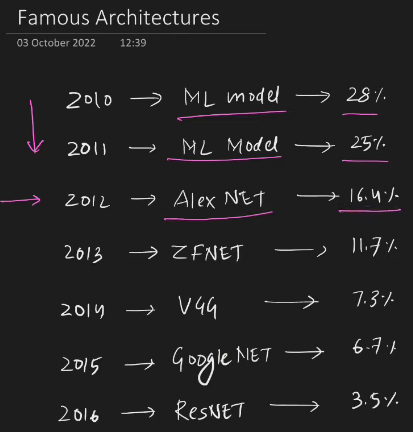 Famous Architectures
03 October 2022 12:39
2010 → ML model → 28%
2011 → ML Model → 25%
2012 → Alex NET → 16.4%
2013 → ZFNET → 11.7%
2014 → VGG → 7.3%
2015 → Google NET → 6.7%
2016 → ResNET → 3.5%